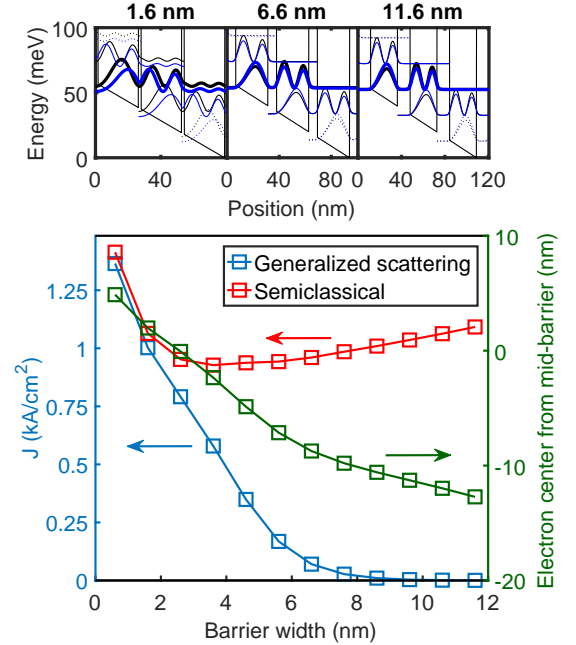 1.6 nm 6.6 nm 11.6 nm
100
50
0
Energy (meV)
0 40 80 0 40 80 0 40 80 120
Position (nm)
Generalized scattering
Semiclassical
1.25
1
0.75
0.5
0.25
0
J (kA/cm²)
10
0
-10
-20
Electron center from mid-barrier (nm)
0 2 4 6 8 10 12
Barrier width (nm)